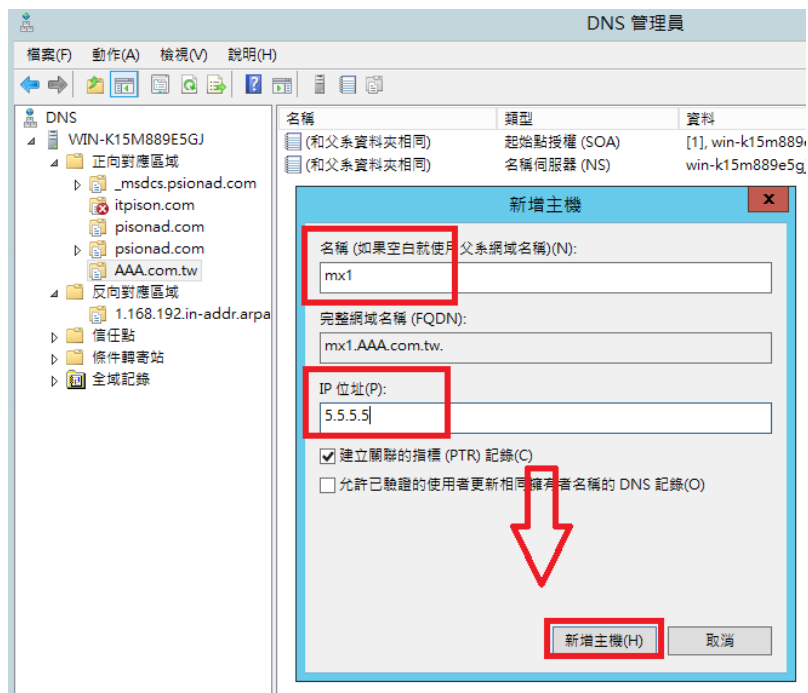 DNS 管理員
檔案(F) 動作(A) 檢視(V) 說明(H)
DNS
WIN-K15M889E5GJ
正向對應區域
_msdcs.psionad.com
itpison.com
pisonad.com
psionad.com
AAA.com.tw
反向對應區域
1.168.192.in-addr.arpa
信任點
條件轉寄站
全域記錄
名稱 類型 資料
(和父系資料夾相同) 起始點授權 (SOA) [1], win-k15m889e
(和父系資料夾相同) 名稱伺服器 (NS) win-k15m889e5gj
新增主機
x
名稱 (如果空白就使用父系網域名稱)(N):
mx1
完整網域名稱 (FQDN):
mx1.AAA.com.tw.
IP 位址(P):
5.5.5.5
建立關聯的指標 (PTR) 記錄(C)
允許已驗證的使用者更新相同擁有者名稱的 DNS 記錄(O)
新增主機(H) 取消